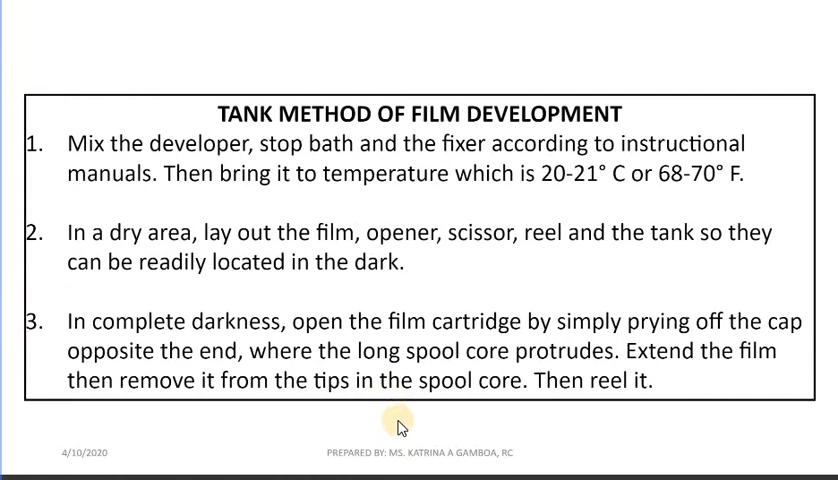 TANK METHOD OF FILM DEVELOPMENT
1. Mix the developer, stop bath and the fixer according to instructional
manuals. Then bring it to temperature which is 20-21° C or 68-70° F.
2. In a dry area, lay out the film, opener, scissor, reel and the tank so they
can be readily located in the dark.
3. In complete darkness, open the film cartridge by simply prying off the cap
opposite the end, where the long spool core protrudes. Extend the film
then remove it from the tips in the spool core. Then reel it.
4/10/2020 PREPARED BY: MS. KATRINA A GAMBOA, RC